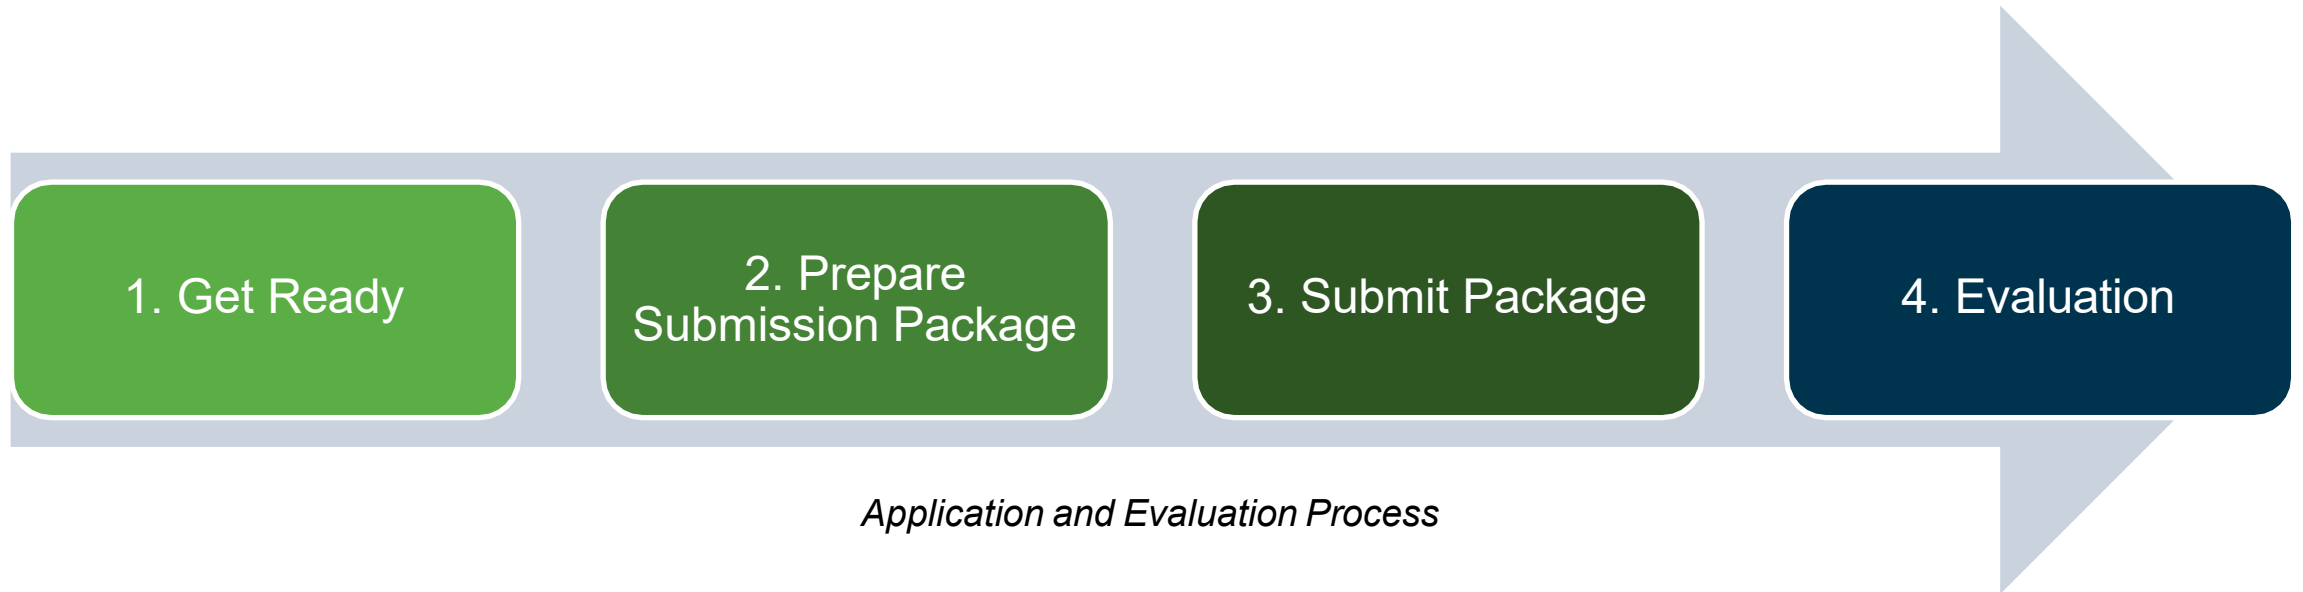 1. Get Ready
2. Prepare
Submission Package
3. Submit Package
4. Evaluation
Application and Evaluation Process